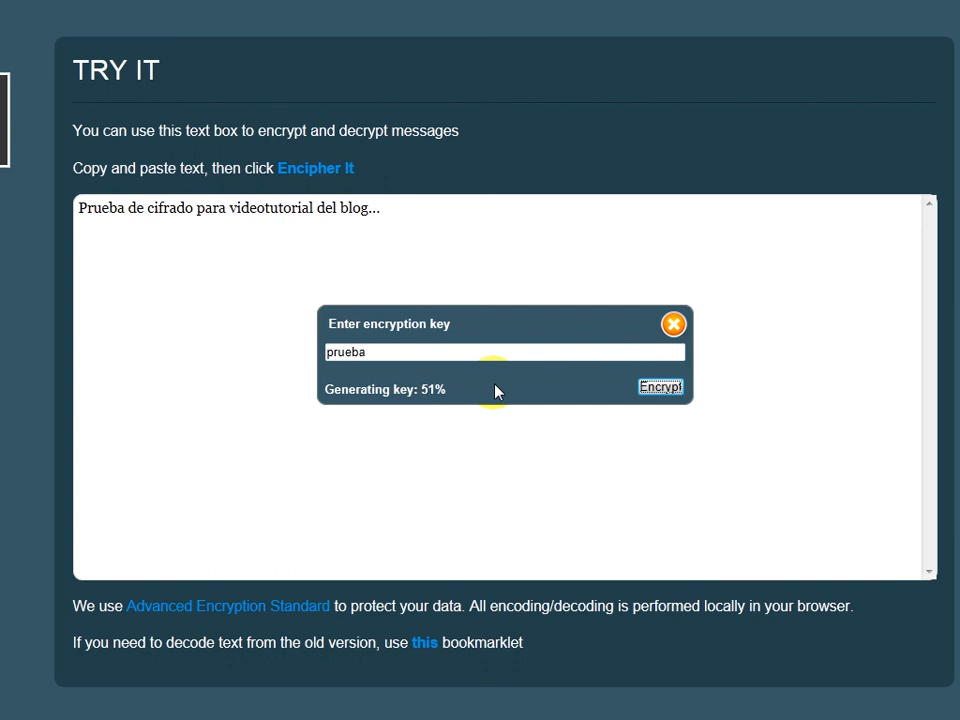 TRY IT
You can use this text box to encrypt and decrypt messages
Copy and paste text, then click Encipher It
Prueba de cifrado para videotutorial del blog...
Enter encryption key
prueba
Generating key: 51%
Encrypt
We use Advanced Encryption Standard to protect your data. All encoding/decoding is performed locally in your browser.
If you need to decode text from the old version, use this bookmarklet